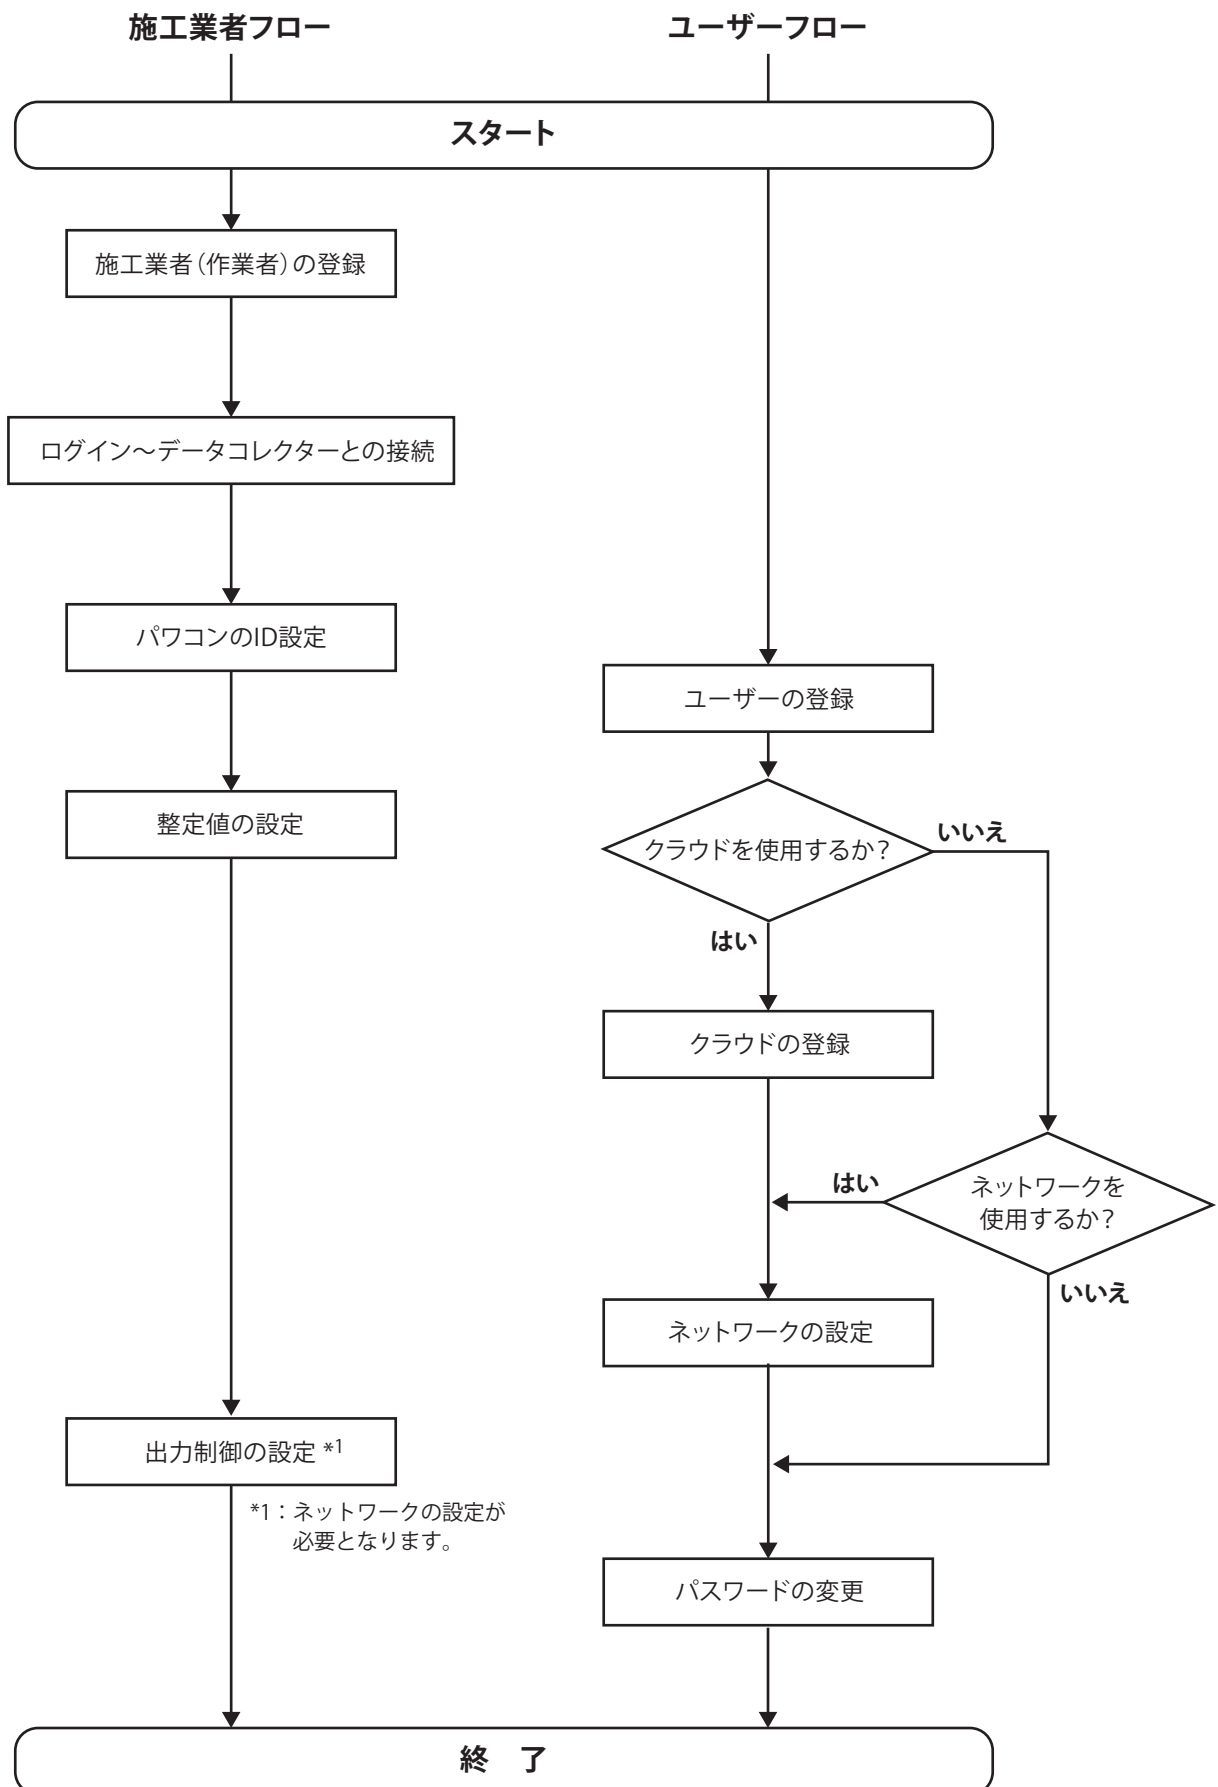 施工業者フロー
ユーザーフロー
スタート
施工業者(作業者)の登録
ログイン～データコレクターとの接続
パワコンのID設定
ユーザーの登録
整定値の設定
クラウドを使用するか?
いいえ
はい
クラウドの登録
はい
ネットワークを
使用するか?
いいえ
ネットワークの設定
出力制御の設定 *1
*1：ネットワークの設定が
必要となります。
パスワードの変更
終　了